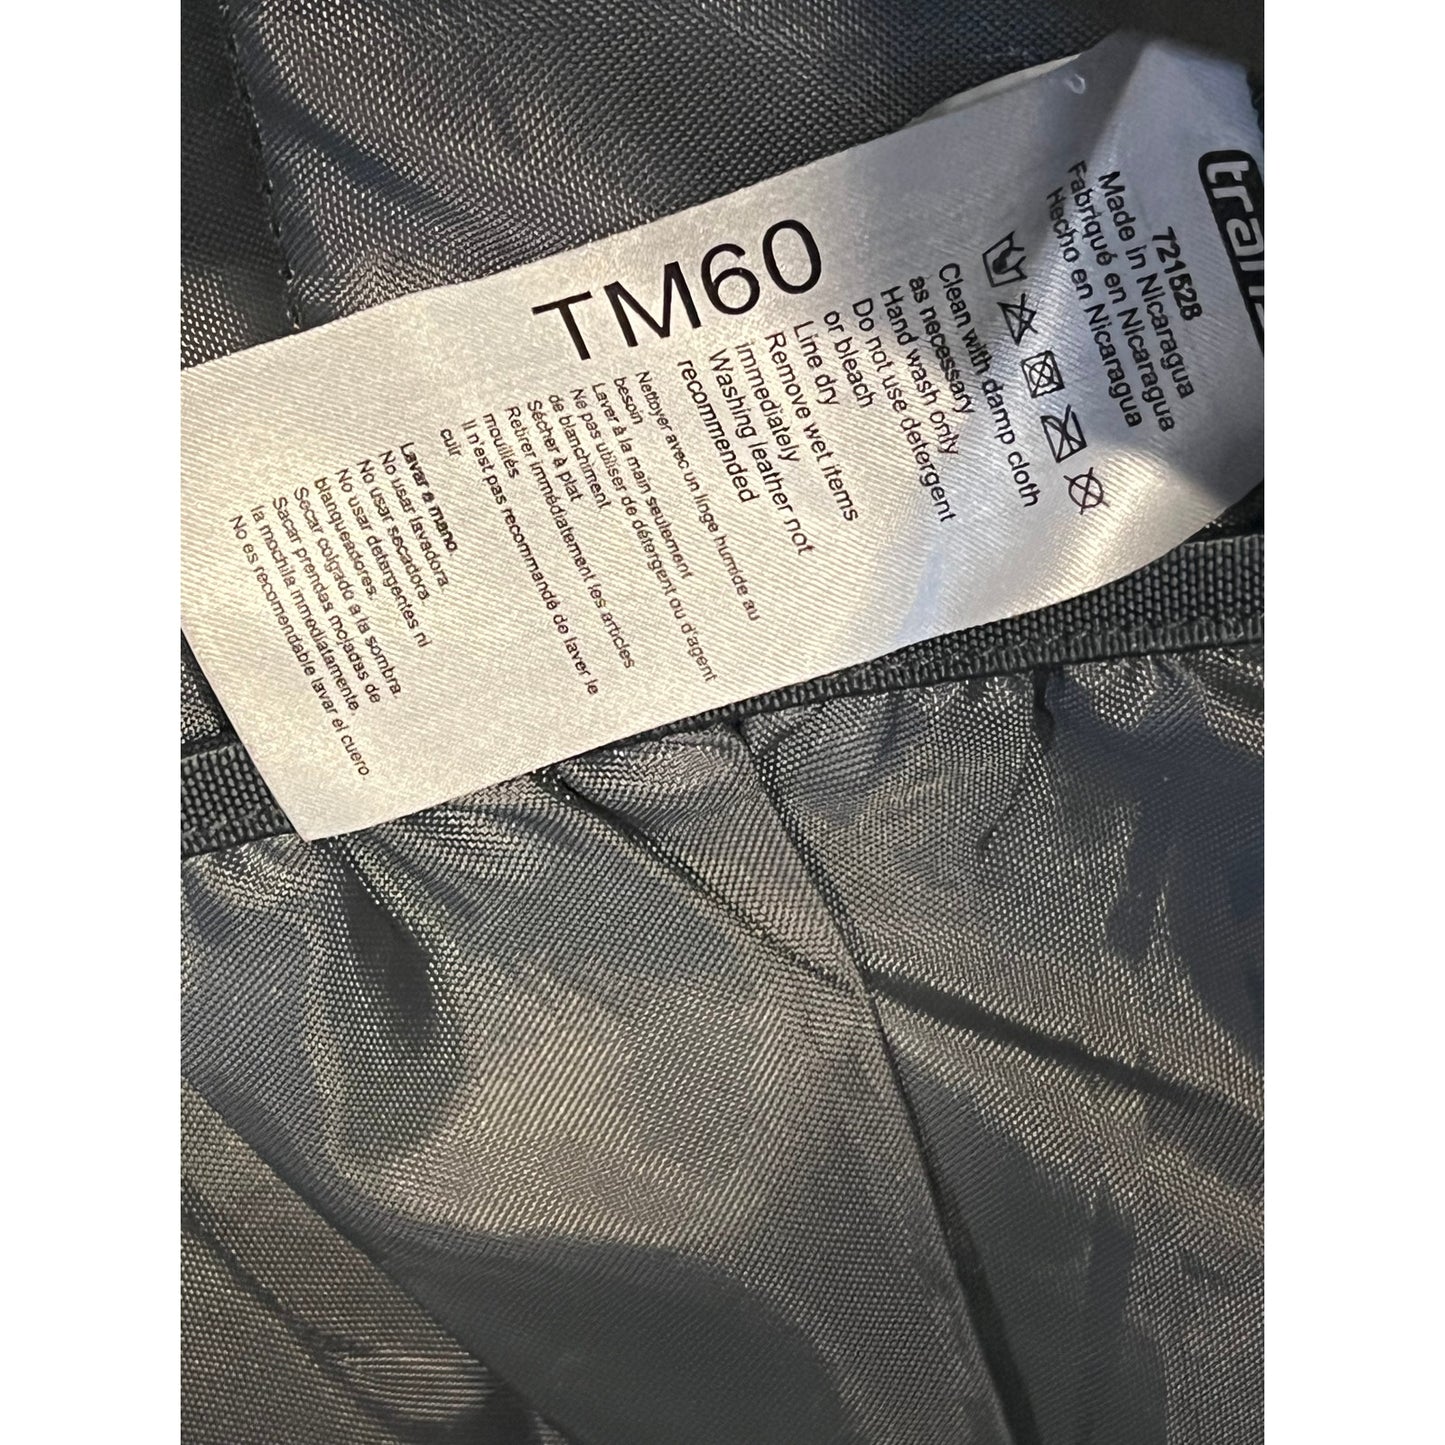 721528
Made in Nicaragua
Fabriqué en Nicaragua
Hecho en Nicaragua
Clean with damp cloth
as necessary
Hand wash only
Do not use detergent
or bleach
Line dry
Remove wet items
immediately
Washing leather not
recommended
TM60
Nettoyer avec un linge humide au
besoin
Laver à la main seulement
Ne pas utiliser de détergent ou d'agent
de blanchiment
Sécher à plat
Retirer immédiatement les articles
mouillés
Il n'est pas recommandé de laver le
cuir
Lavar a mano.
No usar lavadora.
No usar secadora.
No usar detergentes ni
blanqueadores.
Secar colgado a la sombra.
Sacar prendas mojadas de
la mochila immediatamente.
No es recomendable lavar el cuero.